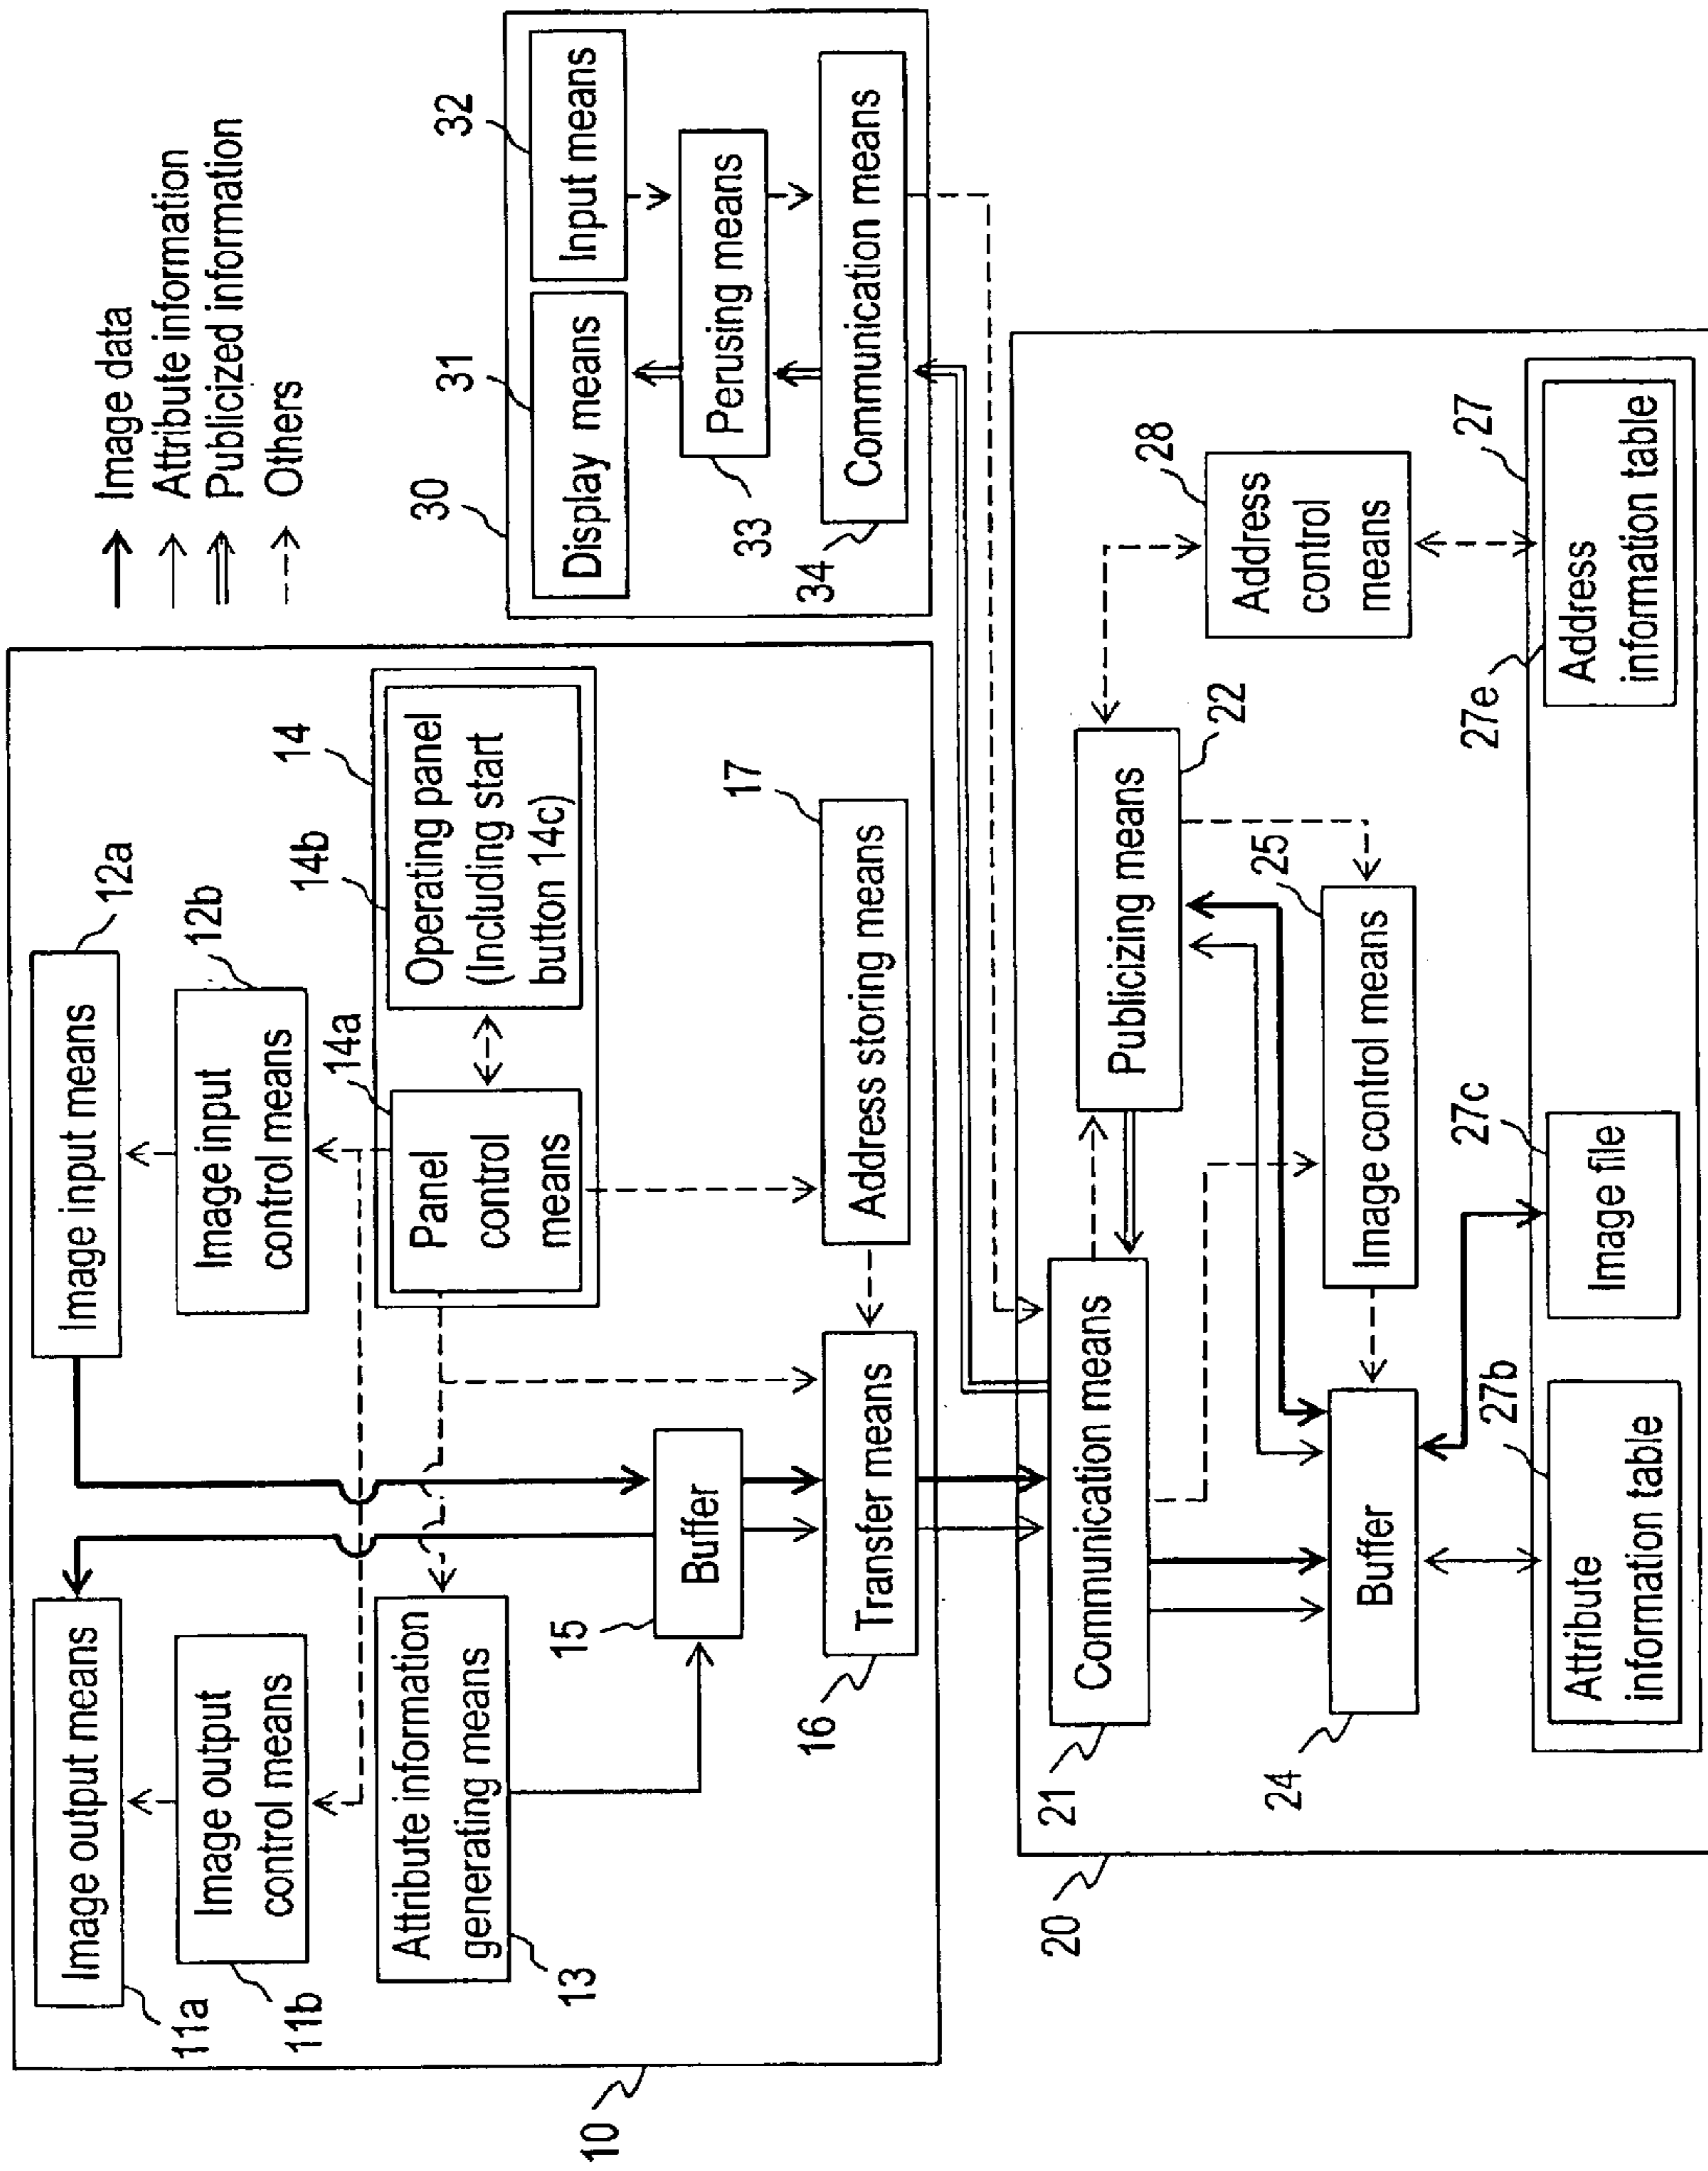 Image data
Attribute information
Publicized information
Others
10
Image output means
11a
Image output
control means
11b
Image input means
12a
Image input
control means
12b
Attribute information
generating means
13
14
Panel
control
means
14a
Operating panel
(Including start
button 14c)
14b
Buffer
15
Transfer means
16
Address storing means
17
30
Display means
31
Input means
32
Perusing means
33
Communication means
34
20
Communication means
21
Publicizing means
22
Buffer
24
Image control means
25
Address
control
means
28
27
Attribute
information table
27b
Image file
27c
Address
information table
27e